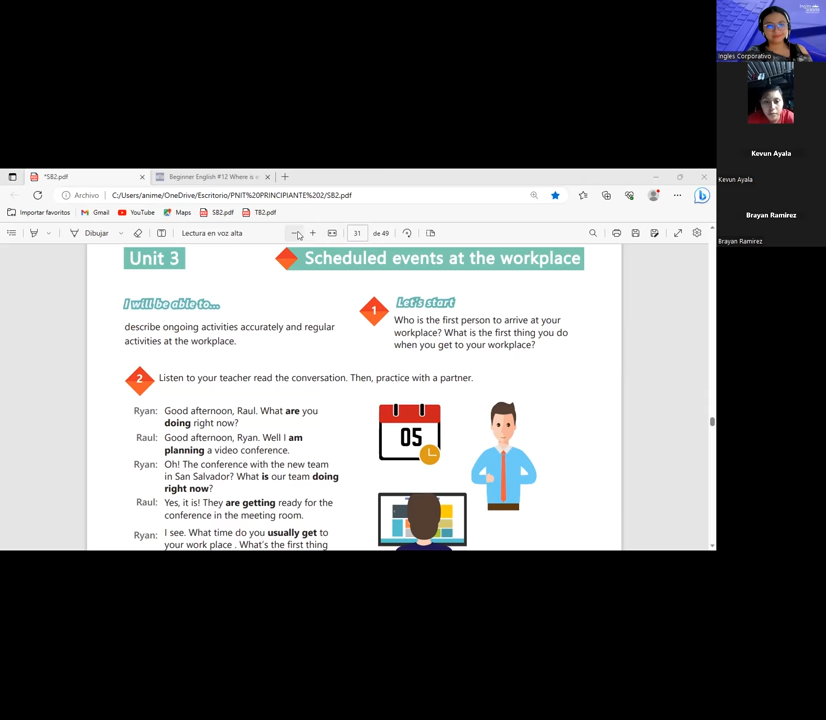 Ingles Corporativo
Kevun Ayala
Kevun Ayala
Brayan Ramirez
Brayan Ramirez
*SB2.pdf
Beginner English #12 Where is
Archivo
C:/Users/anime/OneDrive/Escritorio/PNIT%20PRINCIPIANTE%202/SB2.pdf
Importar favoritos
Gmail
YouTube
Maps
SB2.pdf
TB2.pdf
Dibujar
Lectura en voz alta
31
de 49
Unit 3
Scheduled events at the workplace
I will be able to...
describe ongoing activities accurately and regular
activities at the workplace.
1
Let's start
Who is the first person to arrive at your
workplace? What is the first thing you do
when you get to your workplace?
2
Listen to your teacher read the conversation. Then, practice with a partner.
Ryan: Good afternoon, Raul. What are you
doing right now?
Raul: Good afternoon, Ryan. Well I am
planning a video conference.
Ryan: Oh! The conference with the new team
in San Salvador? What is our team doing
right now?
Raul: Yes, it is! They are getting ready for the
conference in the meeting room.
Ryan: I see. What time do you usually get to
your work place . What's the first thing
05